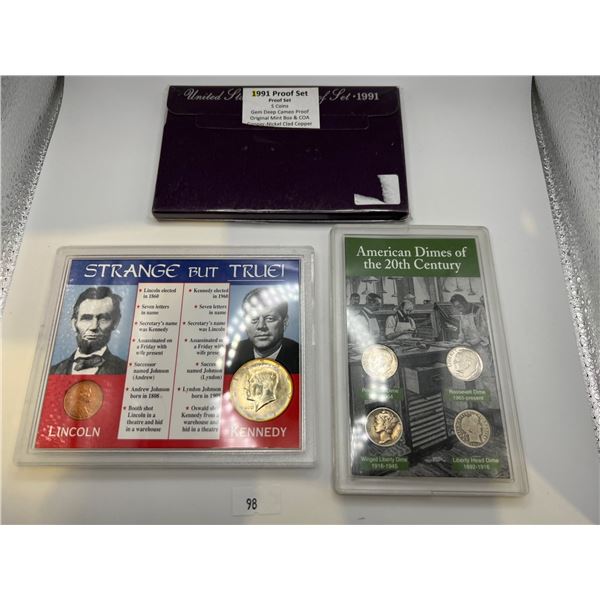 United Sta
f Set · 1991
1991 Proof Set
Proof Set
5 Coins
Gem Deep Cameo Proof
Original Mint Box & COA
Copper-Nickel Clad Copper
STRANGE BUT TRUE!
★ Lincoln elected
in 1860
★ Seven letters
in name
★ Secretary's name
was Kennedy
★ Assassinated on
a Friday with
wife present
★ Successor
named Johnson
(Andrew)
★ Andrew Johnson
born in 1808
★ Booth shot
Lincoln in a
theatre and hid
in a warehouse
★ Kennedy elected
in 1960
★ Seven letters
in name
★ Secretary's name
was Lincoln
★ Assassinated on
a Friday with
wife present
★ Successor
named Johnson
(Lyndon)
Lyndon Johnson
born in 1908
★ Oswald shot
Kennedy from a
warehouse and
hid in a theatre
LINCOLN
KENNEDY
American Dimes of
the 20th Century
Roosevelt Dime
1965-present
Winged Liberty Dime
1916-1945
Liberty Head Dime
1892-1916
98